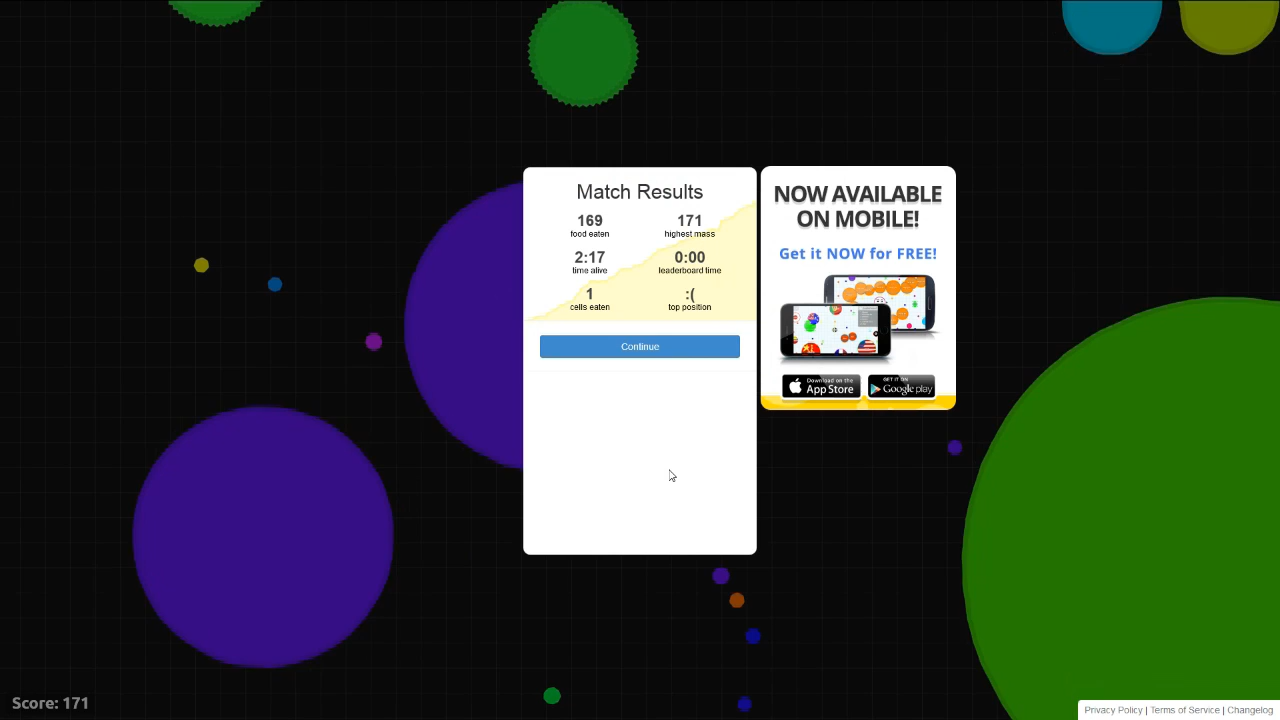 Match Results
169 171
food eaten highest mass
2:17 0:00
time alive leaderboard time
1 :(
cells eaten top position
Continue
NOW AVAILABLE
ON MOBILE!
Get it NOW for FREE!
Download on the
App Store
GET IT ON
Google play
Score: 171
Privacy Policy | Terms of Service | Changelog